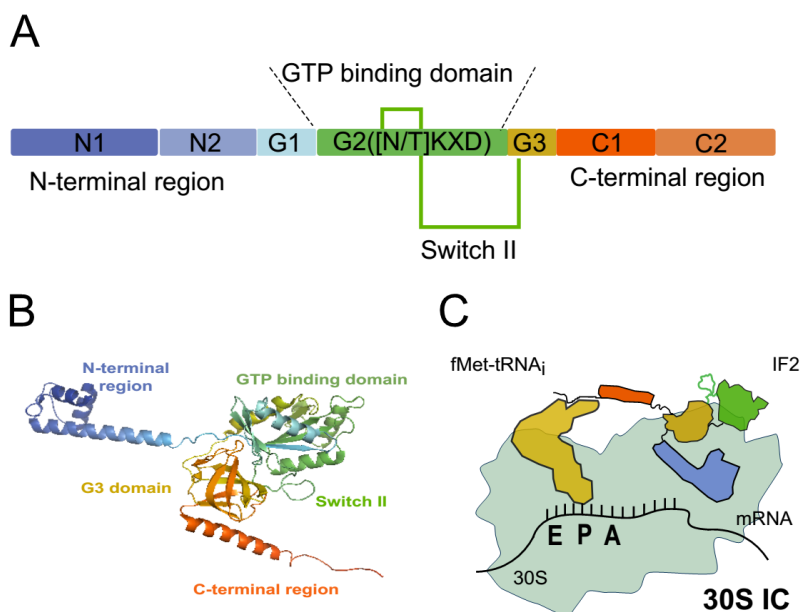 A
GTP binding domain
N1 N2 G1 G2([N/T]KXD) G3 C1 C2
N-terminal region
C-terminal region
Switch II
B
N-terminal
region
GTP binding domain
G3 domain
Switch II
C-terminal region
C
fMet-tRNAi
IF2
mRNA
E P A
30S
30S IC